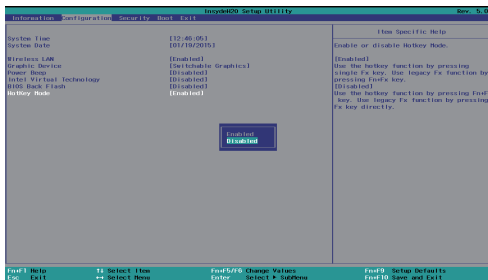 InsydeH20 Setup Utility Rev. 5.0
Information Configuration Security Boot Exit
System Time [12:46:05]
System Date [01/19/2015]
Wireless LAN [Enabled]
Graphic Device [Switchable Graphics]
Power Beep [Disabled]
Intel Virtual Technology [Disabled]
BIOS Back Flash [Disabled]
HotKey Mode [Enabled]
Enabled
Disabled
Item Specific Help
Enable or disable Hotkey Mode.
[Enabled]
Use the hotkey function by pressing
single Fx key. Use legacy Fx function by
pressing Fn+Fx key.
[Disabled]
Use the hotkey function by pressing Fn+F
key. Use legacy Fx function by pressing
Fx key directly.
Fn+F1 Help ↑↓ Select Item Fn+F5/F6 Change Values Fn+F9 Setup Defaults
Esc Exit ↔ Select Menu Enter Select ▶ SubMenu Fn+F10 Save and Exit